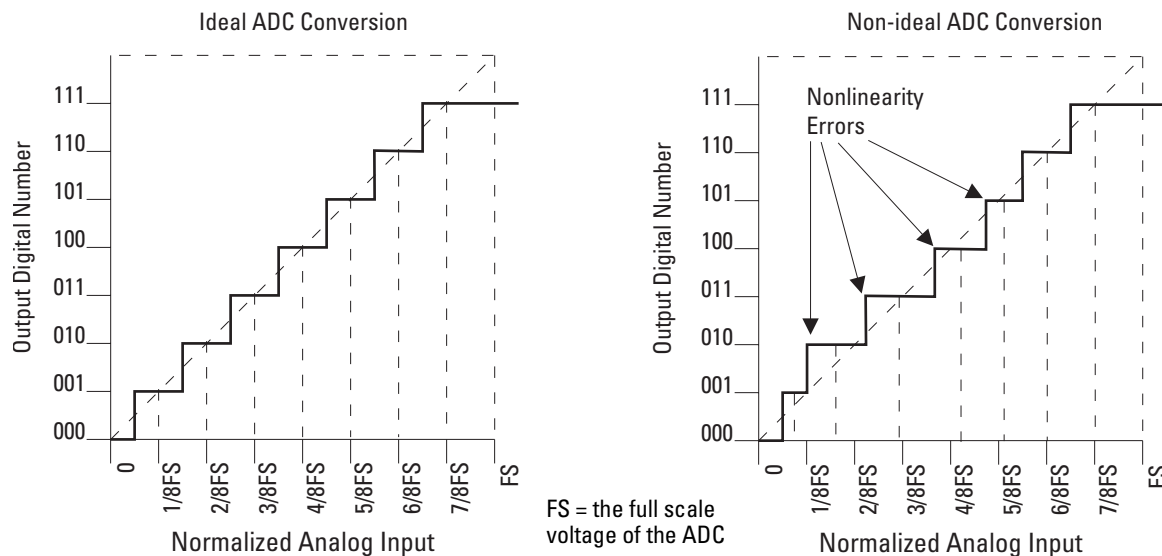 Ideal ADC Conversion
Output Digital Number
111
110
101
100
011
010
001
000
0
1/8FS
2/8FS
3/8FS
4/8FS
5/8FS
6/8FS
7/8FS
FS
Normalized Analog Input
FS = the full scale
voltage of the ADC
Non-ideal ADC Conversion
Nonlinearity
Errors
Output Digital Number
111
110
101
100
011
010
001
000
0
1/8FS
2/8FS
3/8FS
4/8FS
5/8FS
6/8FS
7/8FS
FS
Normalized Analog Input